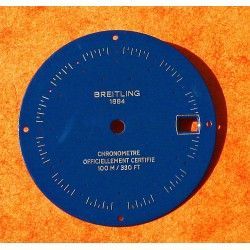 BREITLING
1884
CHRONOMETRE
OFFICIELLEMENT CERTIFIE
100 M / 330 FT